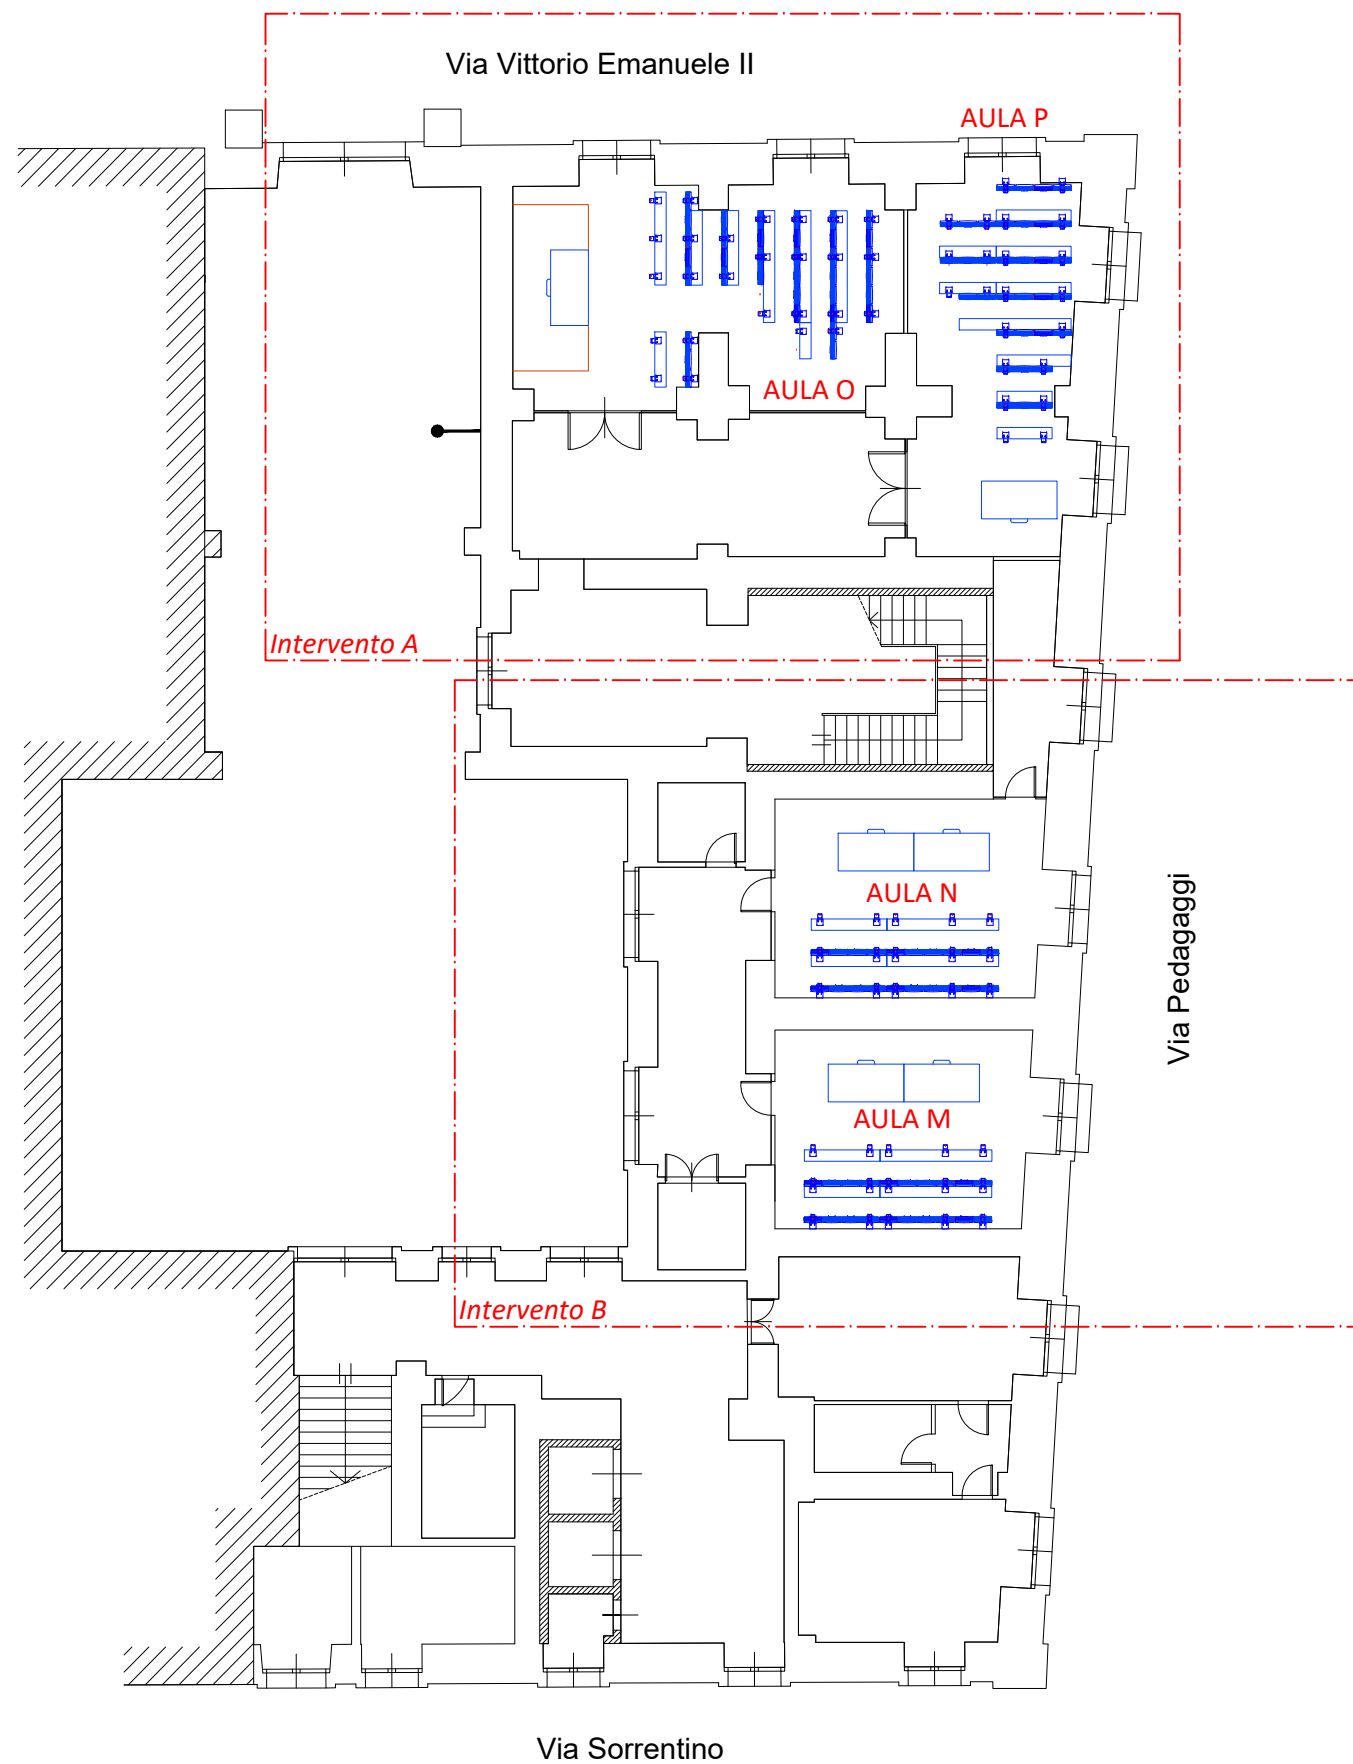 Via Vittorio Emanuele II
AULA P
AULA O
Intervento A
AULA N
Via Pedagaggi
AULA M
Intervento B
Via Sorrentino